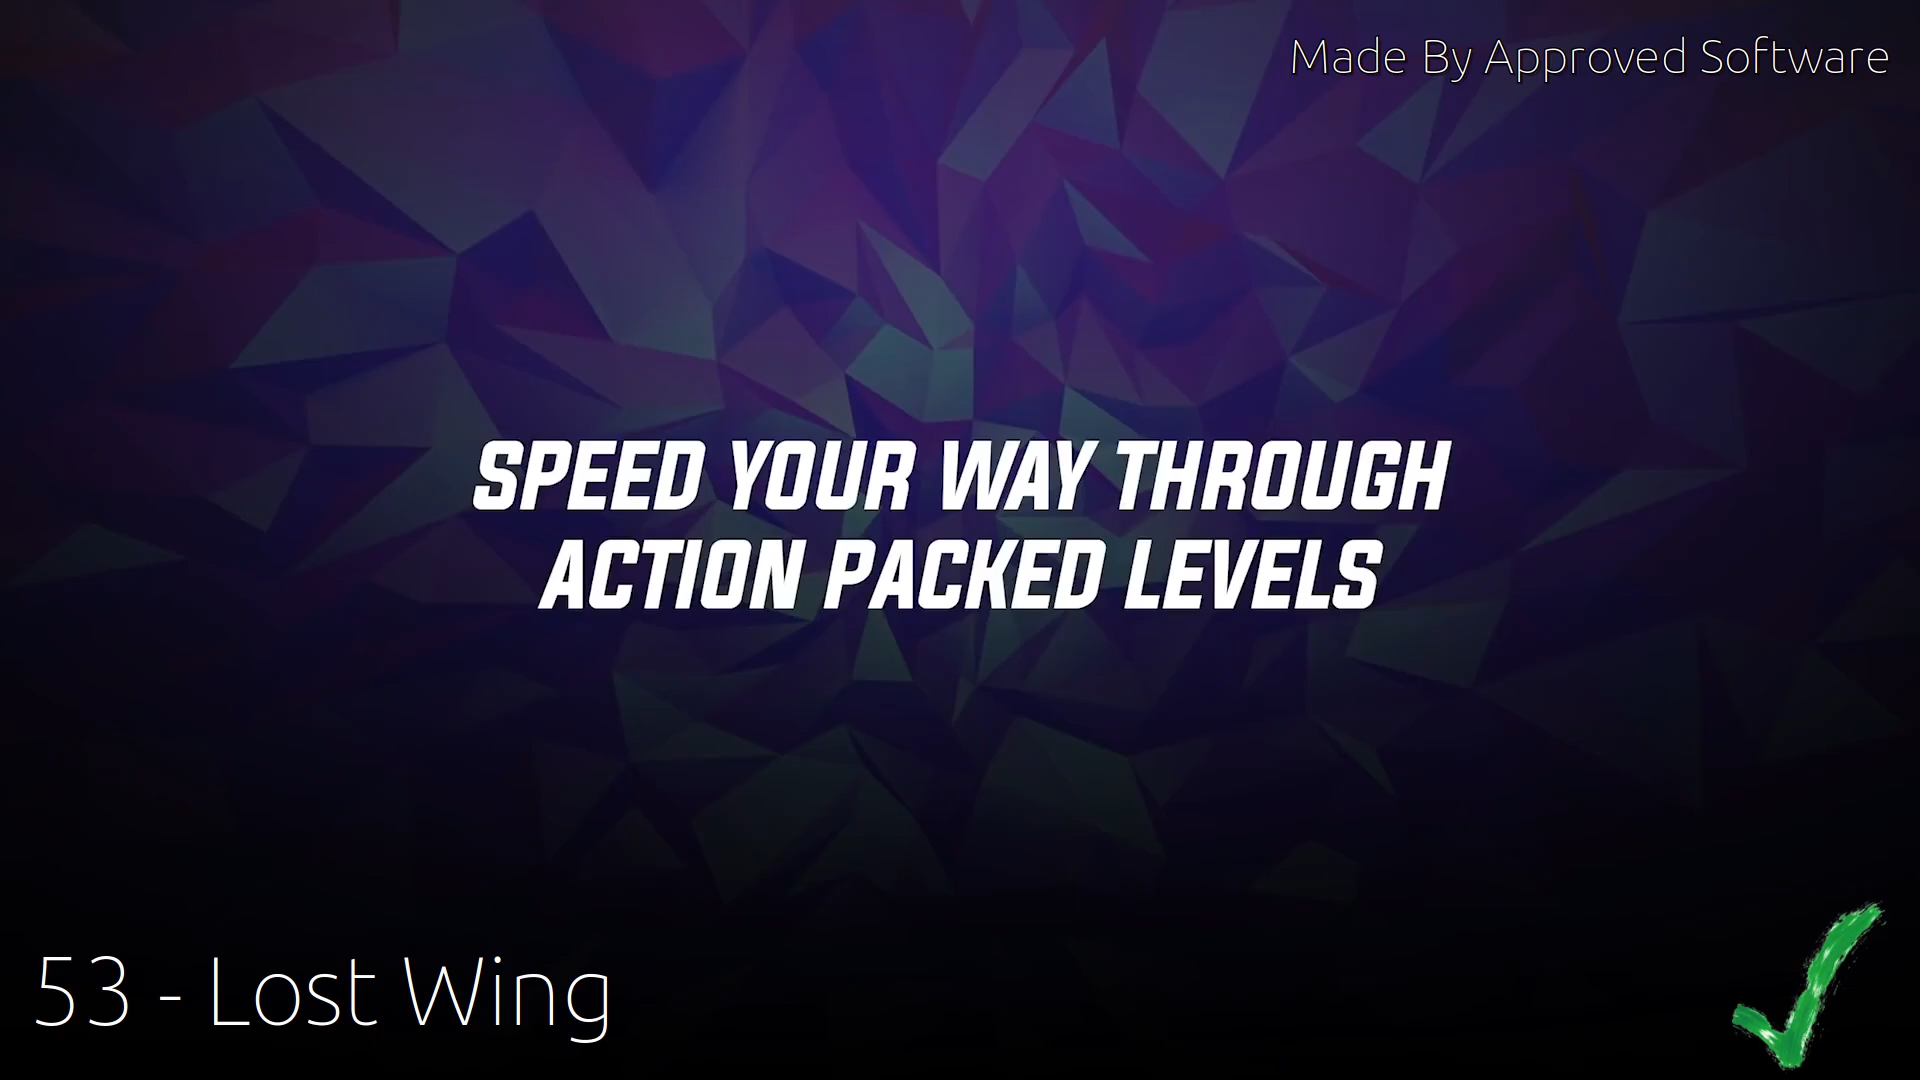 Made By Approved Software
SPEED YOUR WAY THROUGH
ACTION PACKED LEVELS
53 - Lost Wing